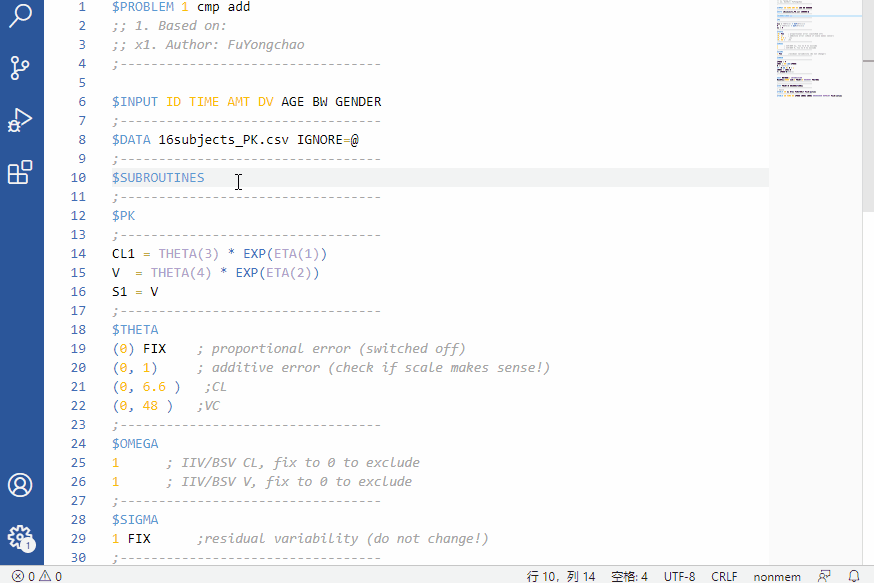 1 $PROBLEM 1 cmp add
2 ;; 1. Based on:
3 ;; x1. Author: FuYongchao
4 ;----------------------------------
5
6 $INPUT ID TIME AMT DV AGE BW GENDER
7 ;----------------------------------
8 $DATA 16subjects_PK.csv IGNORE=@
9 ;----------------------------------
10 $SUBROUTINES
11 ;----------------------------------
12 $PK
13 ;----------------------------------
14 CL1 = THETA(3) * EXP(ETA(1))
15 V  = THETA(4) * EXP(ETA(2))
16 S1 = V
17 ;----------------------------------
18 $THETA
19 (0) FIX    ; proportional error (switched off)
20 (0, 1)     ; additive error (check if scale makes sense!)
21 (0, 6.6 )   ;CL
22 (0, 48 )   ;VC
23 ;----------------------------------
24 $OMEGA
25 1      ; IIV/BSV CL, fix to 0 to exclude
26 1      ; IIV/BSV V, fix to 0 to exclude
27 ;----------------------------------
28 $SIGMA
29 1 FIX      ;residual variability (do not change!)
30 ;----------------------------------
1
0 0 行 10，列 14 空格: 4 UTF-8 CRLF nonmem